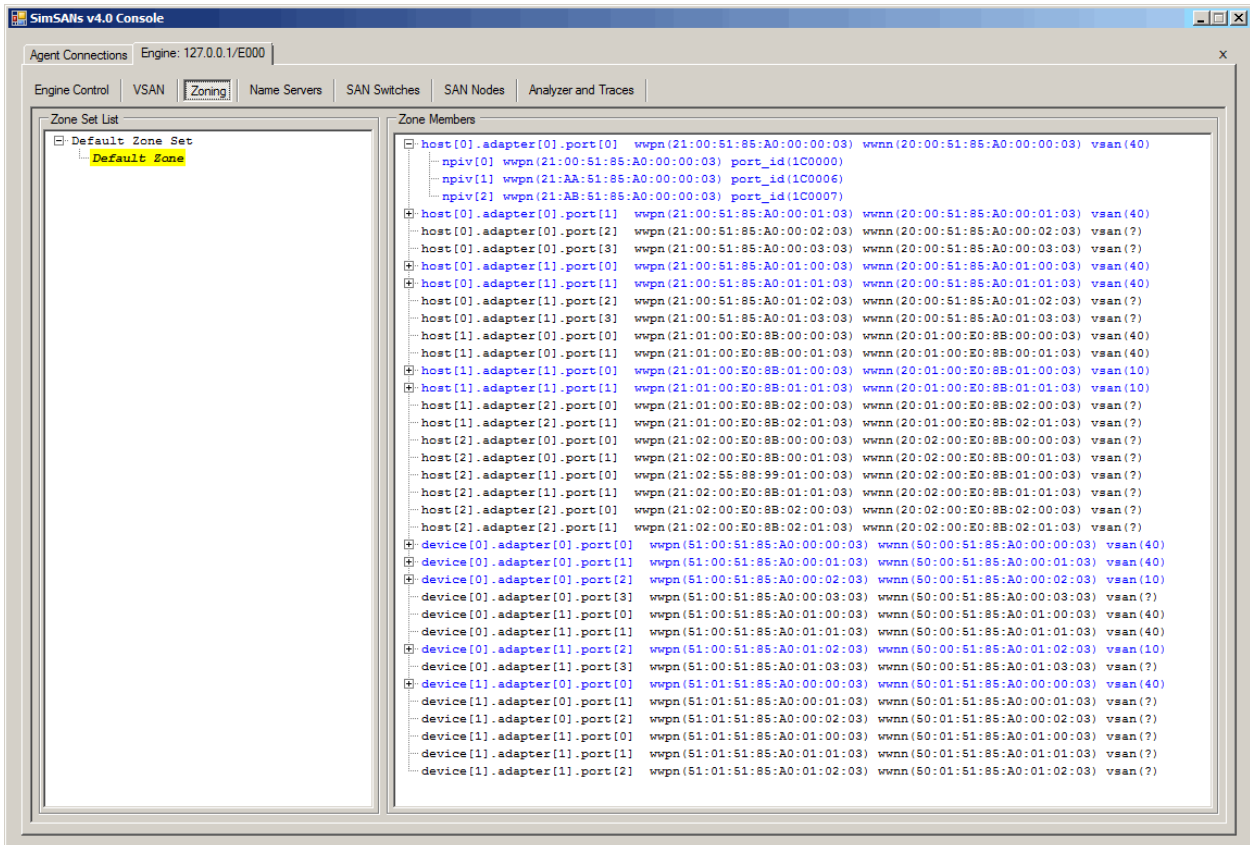 SimSANs v4.0 Console
Agent Connections Engine: 127.0.0.1/E000 x
Engine Control VSAN Zoning Name Servers SAN Switches SAN Nodes Analyzer and Traces
Zone Set List
Default Zone Set
Default Zone
Zone Members
host[0].adapter[0].port[0] wwpn(21:00:51:85:A0:00:00:03) wwnn(20:00:51:85:A0:00:00:03) vsan(40)
npiv[0] wwpn(21:00:51:85:A0:00:00:03) port_id(1C0000)
npiv[1] wwpn(21:AA:51:85:A0:00:00:03) port_id(1C0006)
npiv[2] wwpn(21:AB:51:85:A0:00:00:03) port_id(1C0007)
host[0].adapter[0].port[1] wwpn(21:00:51:85:A0:00:01:03) wwnn(20:00:51:85:A0:00:01:03) vsan(40)
host[0].adapter[0].port[2] wwpn(21:00:51:85:A0:00:02:03) wwnn(20:00:51:85:A0:00:02:03) vsan(?)
host[0].adapter[0].port[3] wwpn(21:00:51:85:A0:00:03:03) wwnn(20:00:51:85:A0:00:03:03) vsan(?)
host[0].adapter[1].port[0] wwpn(21:00:51:85:A0:01:00:03) wwnn(20:00:51:85:A0:01:00:03) vsan(40)
host[0].adapter[1].port[1] wwpn(21:00:51:85:A0:01:01:03) wwnn(20:00:51:85:A0:01:01:03) vsan(40)
host[0].adapter[1].port[2] wwpn(21:00:51:85:A0:01:02:03) wwnn(20:00:51:85:A0:01:02:03) vsan(?)
host[0].adapter[1].port[3] wwpn(21:00:51:85:A0:01:03:03) wwnn(20:00:51:85:A0:01:03:03) vsan(?)
host[1].adapter[0].port[0] wwpn(21:01:00:E0:8B:00:00:03) wwnn(20:01:00:E0:8B:00:00:03) vsan(40)
host[1].adapter[0].port[1] wwpn(21:01:00:E0:8B:00:01:03) wwnn(20:01:00:E0:8B:00:01:03) vsan(40)
host[1].adapter[1].port[0] wwpn(21:01:00:E0:8B:01:00:03) wwnn(20:01:00:E0:8B:01:00:03) vsan(10)
host[1].adapter[1].port[1] wwpn(21:01:00:E0:8B:01:01:03) wwnn(20:01:00:E0:8B:01:01:03) vsan(10)
host[1].adapter[2].port[0] wwpn(21:01:00:E0:8B:02:00:03) wwnn(20:01:00:E0:8B:02:00:03) vsan(?)
host[1].adapter[2].port[1] wwpn(21:01:00:E0:8B:02:01:03) wwnn(20:01:00:E0:8B:02:01:03) vsan(?)
host[2].adapter[0].port[0] wwpn(21:02:00:E0:8B:00:00:03) wwnn(20:02:00:E0:8B:00:00:03) vsan(?)
host[2].adapter[0].port[1] wwpn(21:02:00:E0:8B:00:01:03) wwnn(20:02:00:E0:8B:00:01:03) vsan(?)
host[2].adapter[1].port[0] wwpn(21:02:55:88:99:01:00:03) wwnn(20:02:00:E0:8B:01:00:03) vsan(?)
host[2].adapter[1].port[1] wwpn(21:02:00:E0:8B:01:01:03) wwnn(20:02:00:E0:8B:01:01:03) vsan(?)
host[2].adapter[2].port[0] wwpn(21:02:00:E0:8B:02:00:03) wwnn(20:02:00:E0:8B:02:00:03) vsan(?)
host[2].adapter[2].port[1] wwpn(21:02:00:E0:8B:02:01:03) wwnn(20:02:00:E0:8B:02:01:03) vsan(?)
device[0].adapter[0].port[0] wwpn(51:00:51:85:A0:00:00:03) wwnn(50:00:51:85:A0:00:00:03) vsan(40)
device[0].adapter[0].port[1] wwpn(51:00:51:85:A0:00:01:03) wwnn(50:00:51:85:A0:00:01:03) vsan(40)
device[0].adapter[0].port[2] wwpn(51:00:51:85:A0:00:02:03) wwnn(50:00:51:85:A0:00:02:03) vsan(10)
device[0].adapter[0].port[3] wwpn(51:00:51:85:A0:00:03:03) wwnn(50:00:51:85:A0:00:03:03) vsan(?)
device[0].adapter[1].port[0] wwpn(51:00:51:85:A0:01:00:03) wwnn(50:00:51:85:A0:01:00:03) vsan(40)
device[0].adapter[1].port[1] wwpn(51:00:51:85:A0:01:01:03) wwnn(50:00:51:85:A0:01:01:03) vsan(40)
device[0].adapter[1].port[2] wwpn(51:00:51:85:A0:01:02:03) wwnn(50:00:51:85:A0:01:02:03) vsan(10)
device[0].adapter[1].port[3] wwpn(51:00:51:85:A0:01:03:03) wwnn(50:00:51:85:A0:01:03:03) vsan(?)
device[1].adapter[0].port[0] wwpn(51:01:51:85:A0:00:00:03) wwnn(50:01:51:85:A0:00:00:03) vsan(40)
device[1].adapter[0].port[1] wwpn(51:01:51:85:A0:00:01:03) wwnn(50:01:51:85:A0:00:01:03) vsan(?)
device[1].adapter[0].port[2] wwpn(51:01:51:85:A0:00:02:03) wwnn(50:01:51:85:A0:00:02:03) vsan(?)
device[1].adapter[1].port[0] wwpn(51:01:51:85:A0:01:00:03) wwnn(50:01:51:85:A0:01:00:03) vsan(?)
device[1].adapter[1].port[1] wwpn(51:01:51:85:A0:01:01:03) wwnn(50:01:51:85:A0:01:01:03) vsan(?)
device[1].adapter[1].port[2] wwpn(51:01:51:85:A0:01:02:03) wwnn(50:01:51:85:A0:01:02:03) vsan(?)